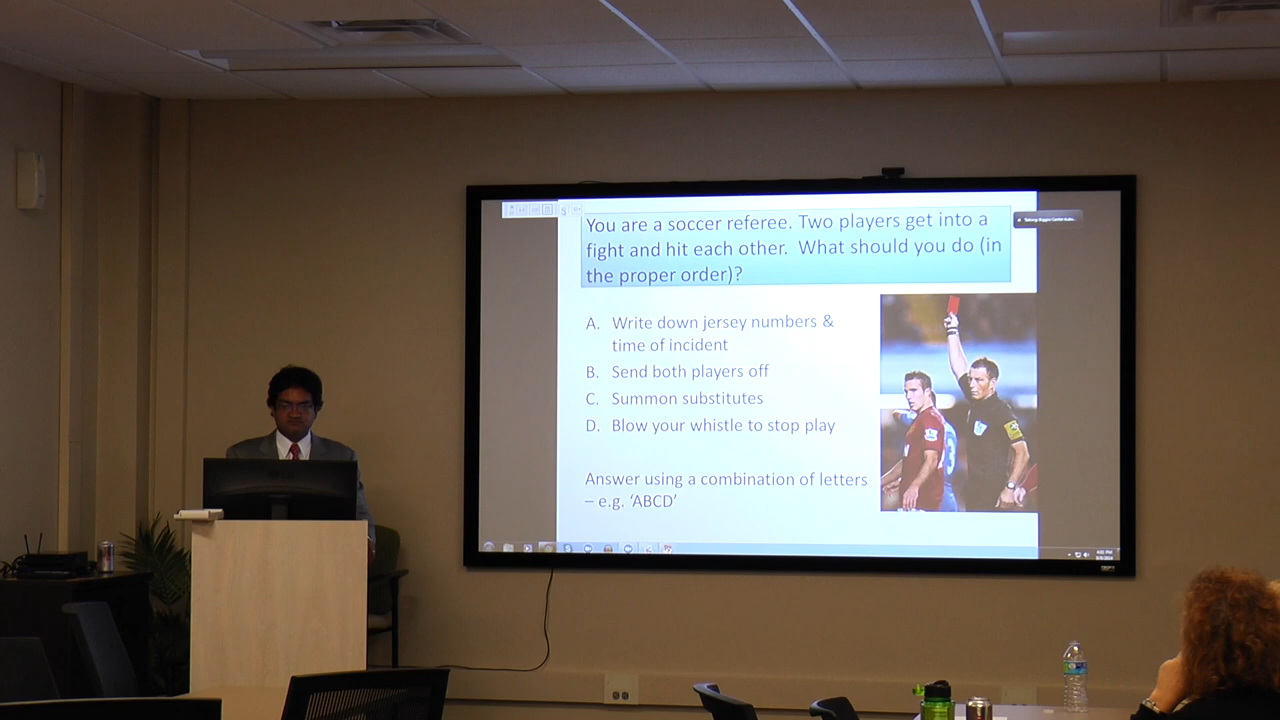 You are a soccer referee. Two players get into a
fight and hit each other. What should you do (in
the proper order)?
A. Write down jersey numbers &
time of incident
B. Send both players off
C. Summon substitutes
D. Blow your whistle to stop play
Answer using a combination of letters
– e.g. ‘ABCD’